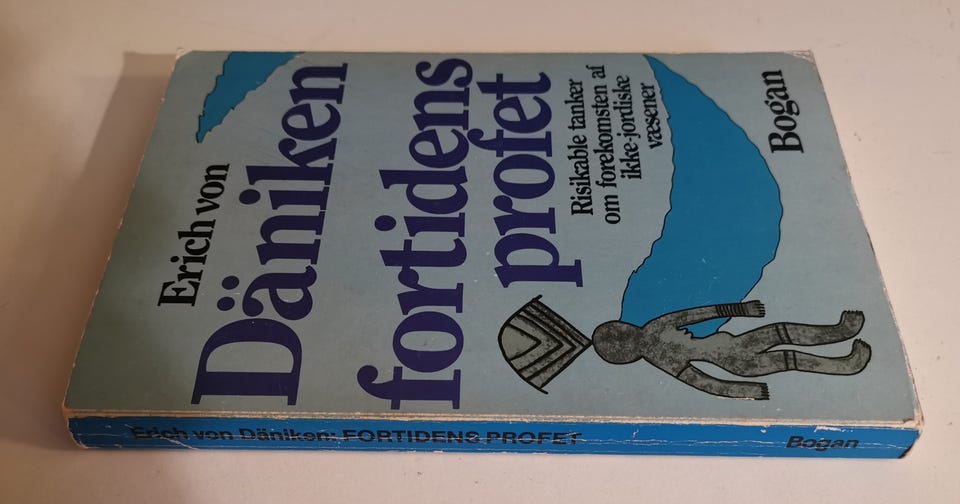 Erich von
Däniken
fortidens
profet
Risikable tanker
om forekomsten af
ikke-jordiske
væsener
Bogan
Erich von Däniken: FORTIDENS PROFET
Bogan